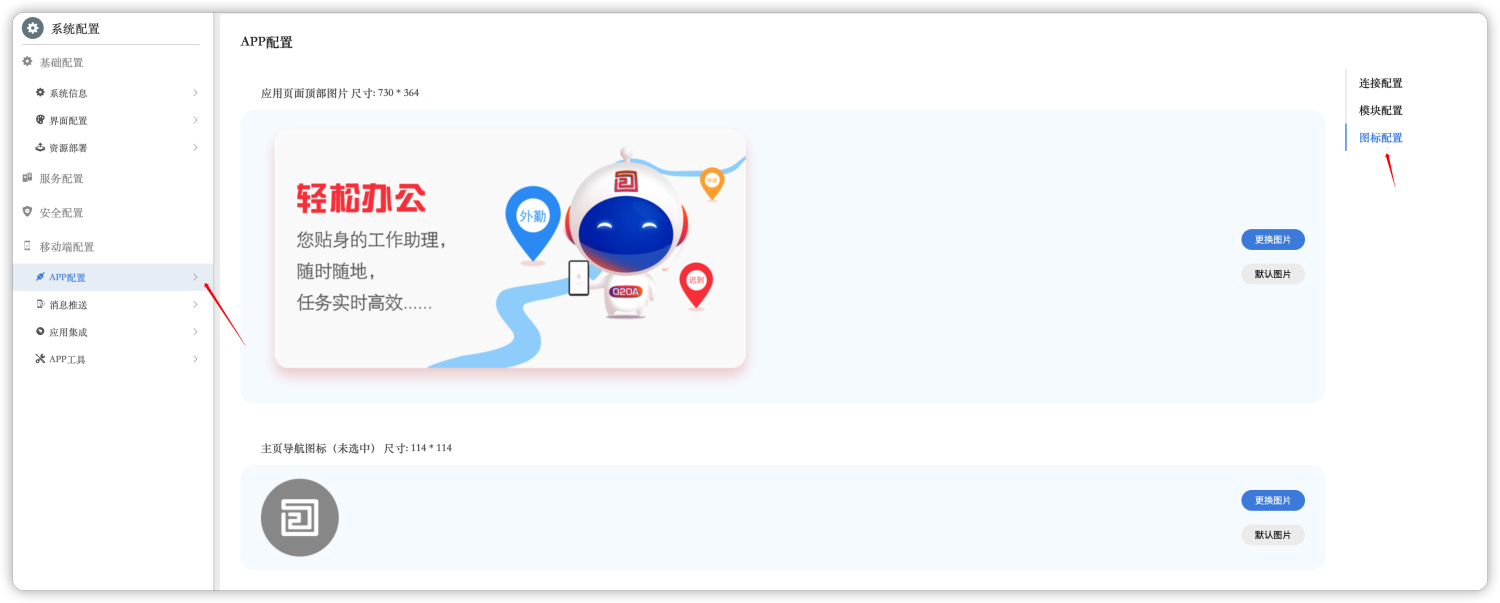 系统配置
基础配置
系统信息
界面配置
资源部署
服务配置
安全配置
移动端配置
APP配置
消息推送
应用集成
APP工具
APP配置
应用页面顶部图片 尺寸: 730 * 364
轻松办公
您贴身的工作助理，
随时随地，
任务实时高效......
外勤
迟到
O2OA
更换图片
默认图片
主页导航图标（未选中） 尺寸: 114 * 114
更换图片
默认图片
连接配置
模块配置
图标配置